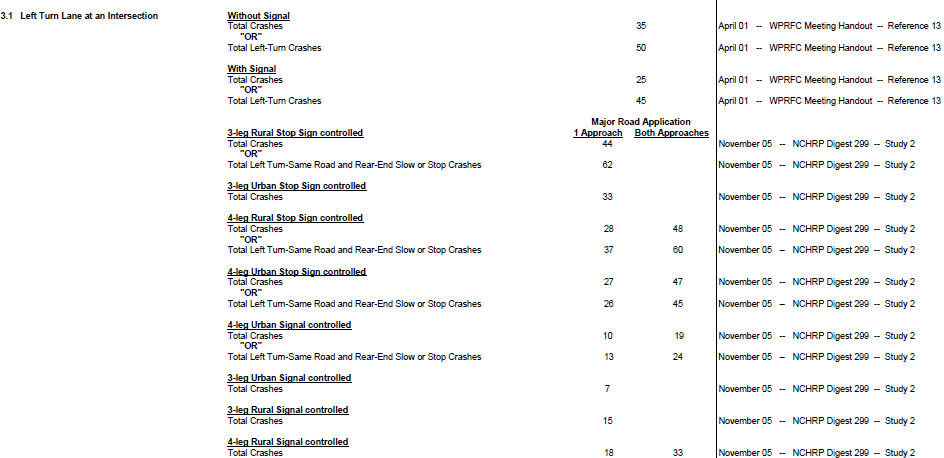 3.1 Left Turn Lane at an Intersection
Without Signal
Total Crashes 35 April 01 -- WPRFC Meeting Handout -- Reference 13
"OR"
Total Left-Turn Crashes 50 April 01 -- WPRFC Meeting Handout -- Reference 13
With Signal
Total Crashes 25 April 01 -- WPRFC Meeting Handout -- Reference 13
"OR"
Total Left-Turn Crashes 45 April 01 -- WPRFC Meeting Handout -- Reference 13
Major Road Application
3-leg Rural Stop Sign controlled 1 Approach Both Approaches
Total Crashes 44 November 05 -- NCHRP Digest 299 -- Study 2
"OR"
Total Left Turn-Same Road and Rear-End Slow or Stop Crashes 62 November 05 -- NCHRP Digest 299 -- Study 2
3-leg Urban Stop Sign controlled
Total Crashes 33 November 05 -- NCHRP Digest 299 -- Study 2
4-leg Rural Stop Sign controlled
Total Crashes 28 48 November 05 -- NCHRP Digest 299 -- Study 2
"OR"
Total Left Turn-Same Road and Rear-End Slow or Stop Crashes 37 60 November 05 -- NCHRP Digest 299 -- Study 2
4-leg Urban Stop Sign controlled
Total Crashes 27 47 November 05 -- NCHRP Digest 299 -- Study 2
"OR"
Total Left Turn-Same Road and Rear-End Slow or Stop Crashes 26 45 November 05 -- NCHRP Digest 299 -- Study 2
4-leg Urban Signal controlled
Total Crashes 10 19 November 05 -- NCHRP Digest 299 -- Study 2
"OR"
Total Left Turn-Same Road and Rear-End Slow or Stop Crashes 13 24 November 05 -- NCHRP Digest 299 -- Study 2
3-leg Urban Signal controlled
Total Crashes 7 November 05 -- NCHRP Digest 299 -- Study 2
3-leg Rural Signal controlled
Total Crashes 15 November 05 -- NCHRP Digest 299 -- Study 2
4-leg Rural Signal controlled
Total Crashes 18 33 November 05 -- NCHRP Digest 299 -- Study 2